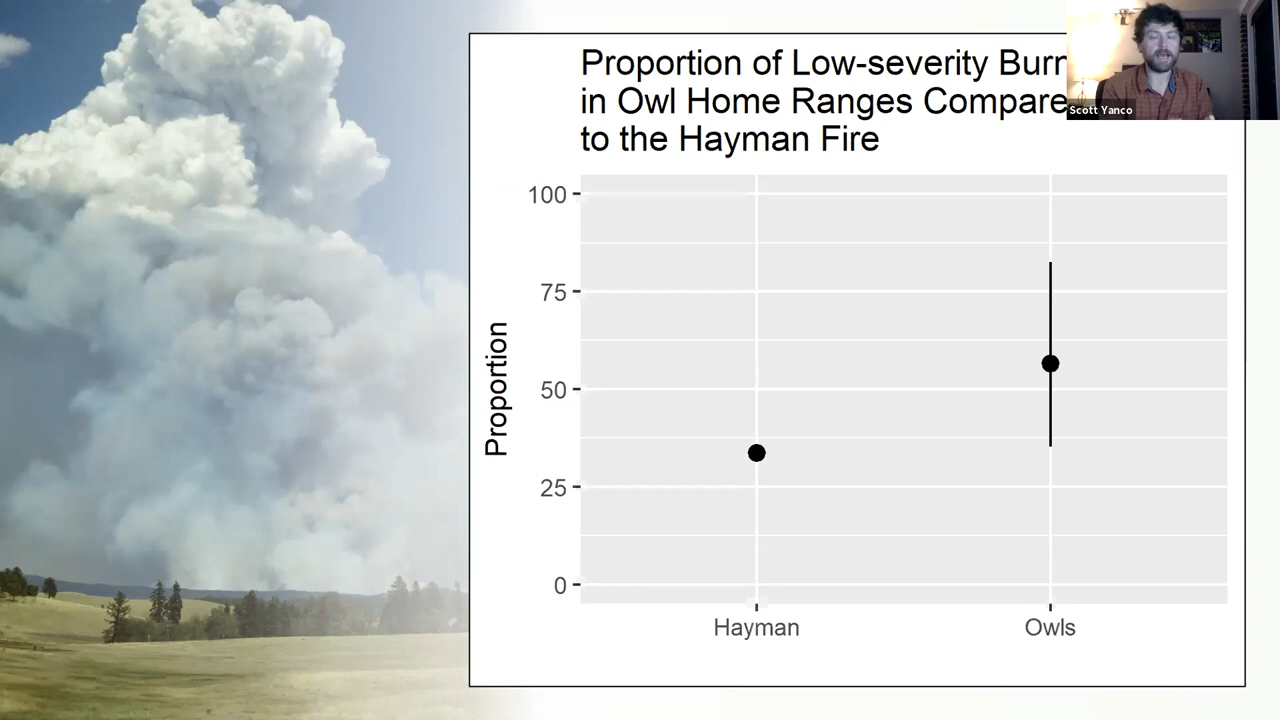 Proportion of Low-severity Burn
in Owl Home Ranges Compare
to the Hayman Fire
Scott Yanco
100
75
50
25
0
Proportion
Hayman
Owls